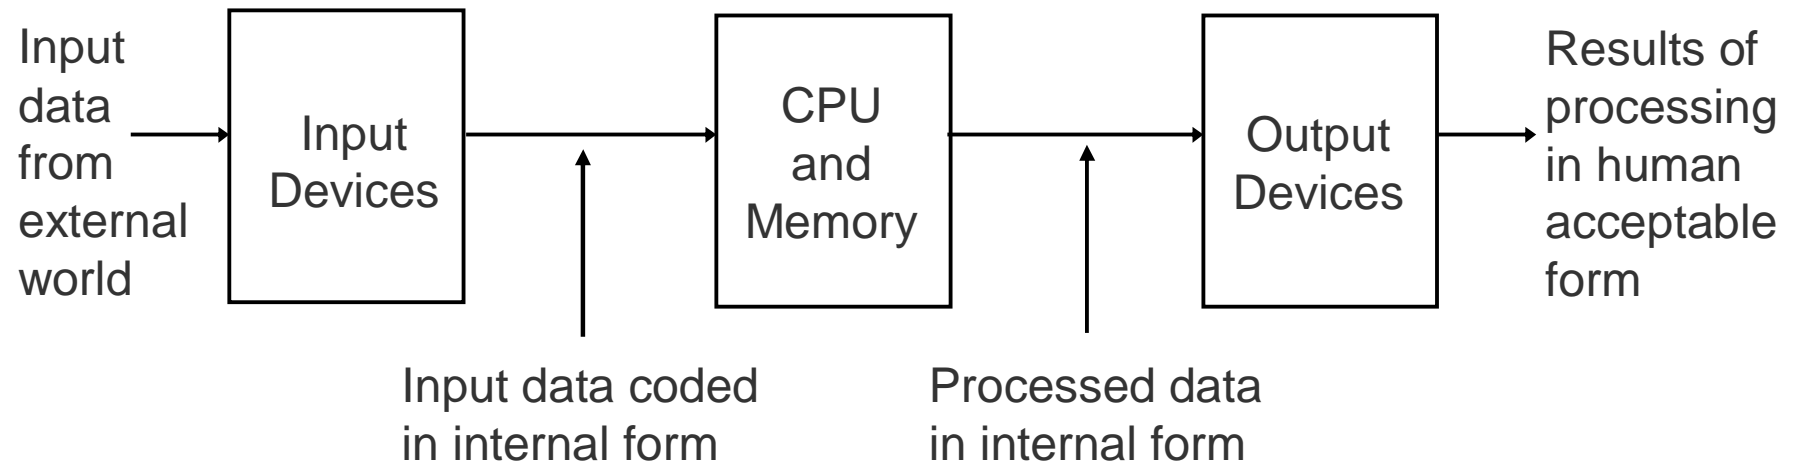 Input
data
from
external
world
Input
Devices
Input data coded
in internal form
CPU
and
Memory
Processed data
in internal form
Output
Devices
Results of
processing
in human
acceptable
form